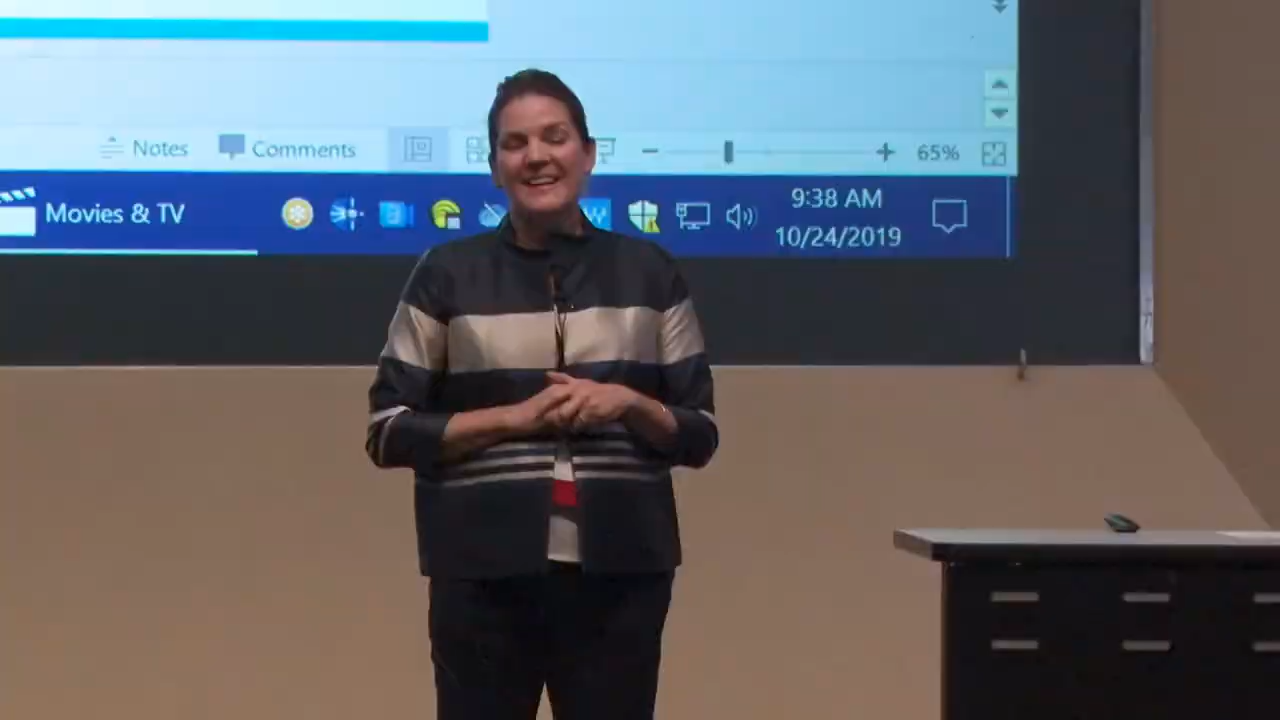 Notes
Comments
65%
Movies & TV
9:38 AM
10/24/2019